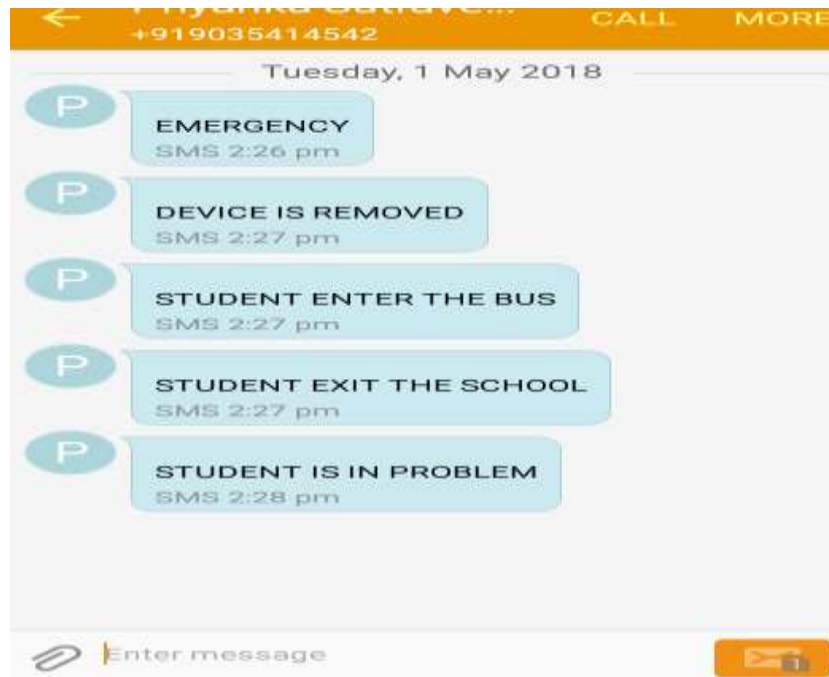 CALL MORE
+919035414542
Tuesday, 1 May 2018
P
EMERGENCY
SMS 2:26 pm
P
DEVICE IS REMOVED
SMS 2:27 pm
P
STUDENT ENTER THE BUS
SMS 2:27 pm
P
STUDENT EXIT THE SCHOOL
SMS 2:27 pm
P
STUDENT IS IN PROBLEM
SMS 2:28 pm
Enter message
1